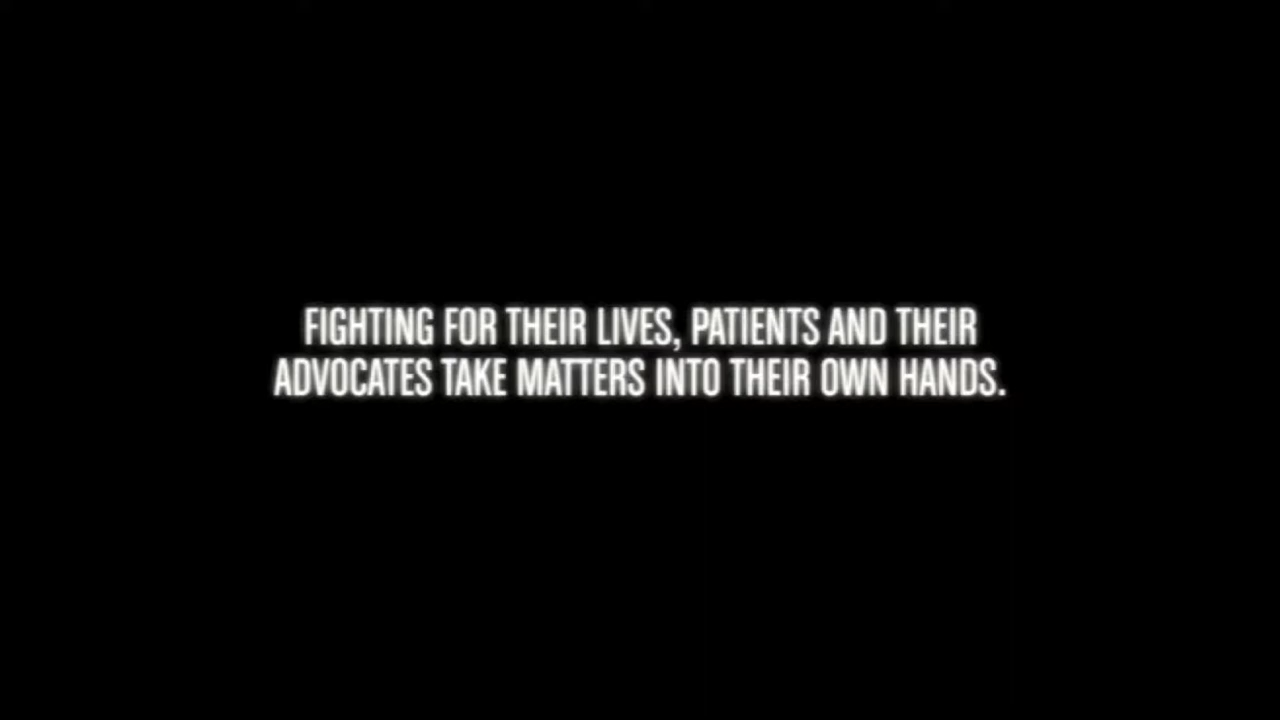 FIGHTING FOR THEIR LIVES, PATIENTS AND THEIR
ADVOCATES TAKE MATTERS INTO THEIR OWN HANDS.